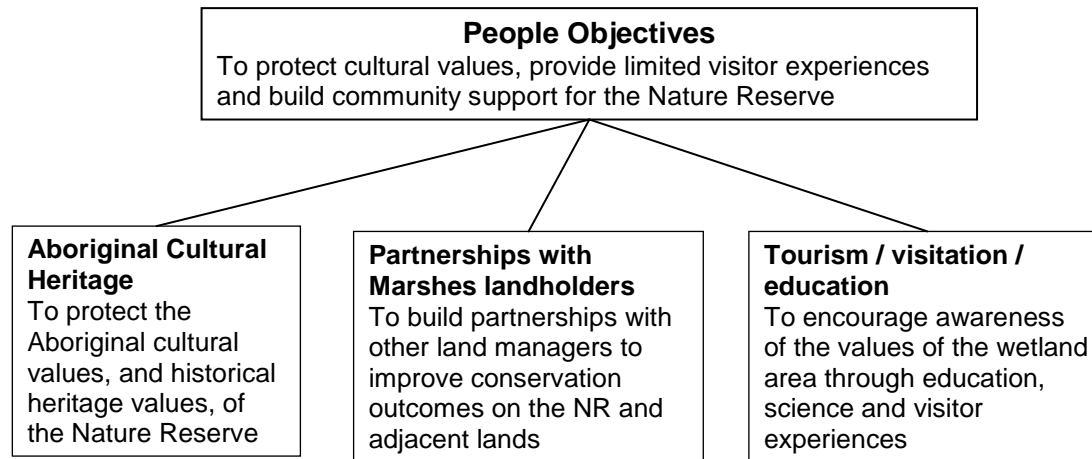 People Objectives
To protect cultural values, provide limited visitor experiences
and build community support for the Nature Reserve
Aboriginal Cultural
Heritage
To protect the
Aboriginal cultural
values, and historical
heritage values, of
the Nature Reserve
Partnerships with
Marshes landholders
To build partnerships with
other land managers to
improve conservation
outcomes on the NR and
adjacent lands
Tourism / visitation /
education
To encourage awareness
of the values of the wetland
area through education,
science and visitor
experiences